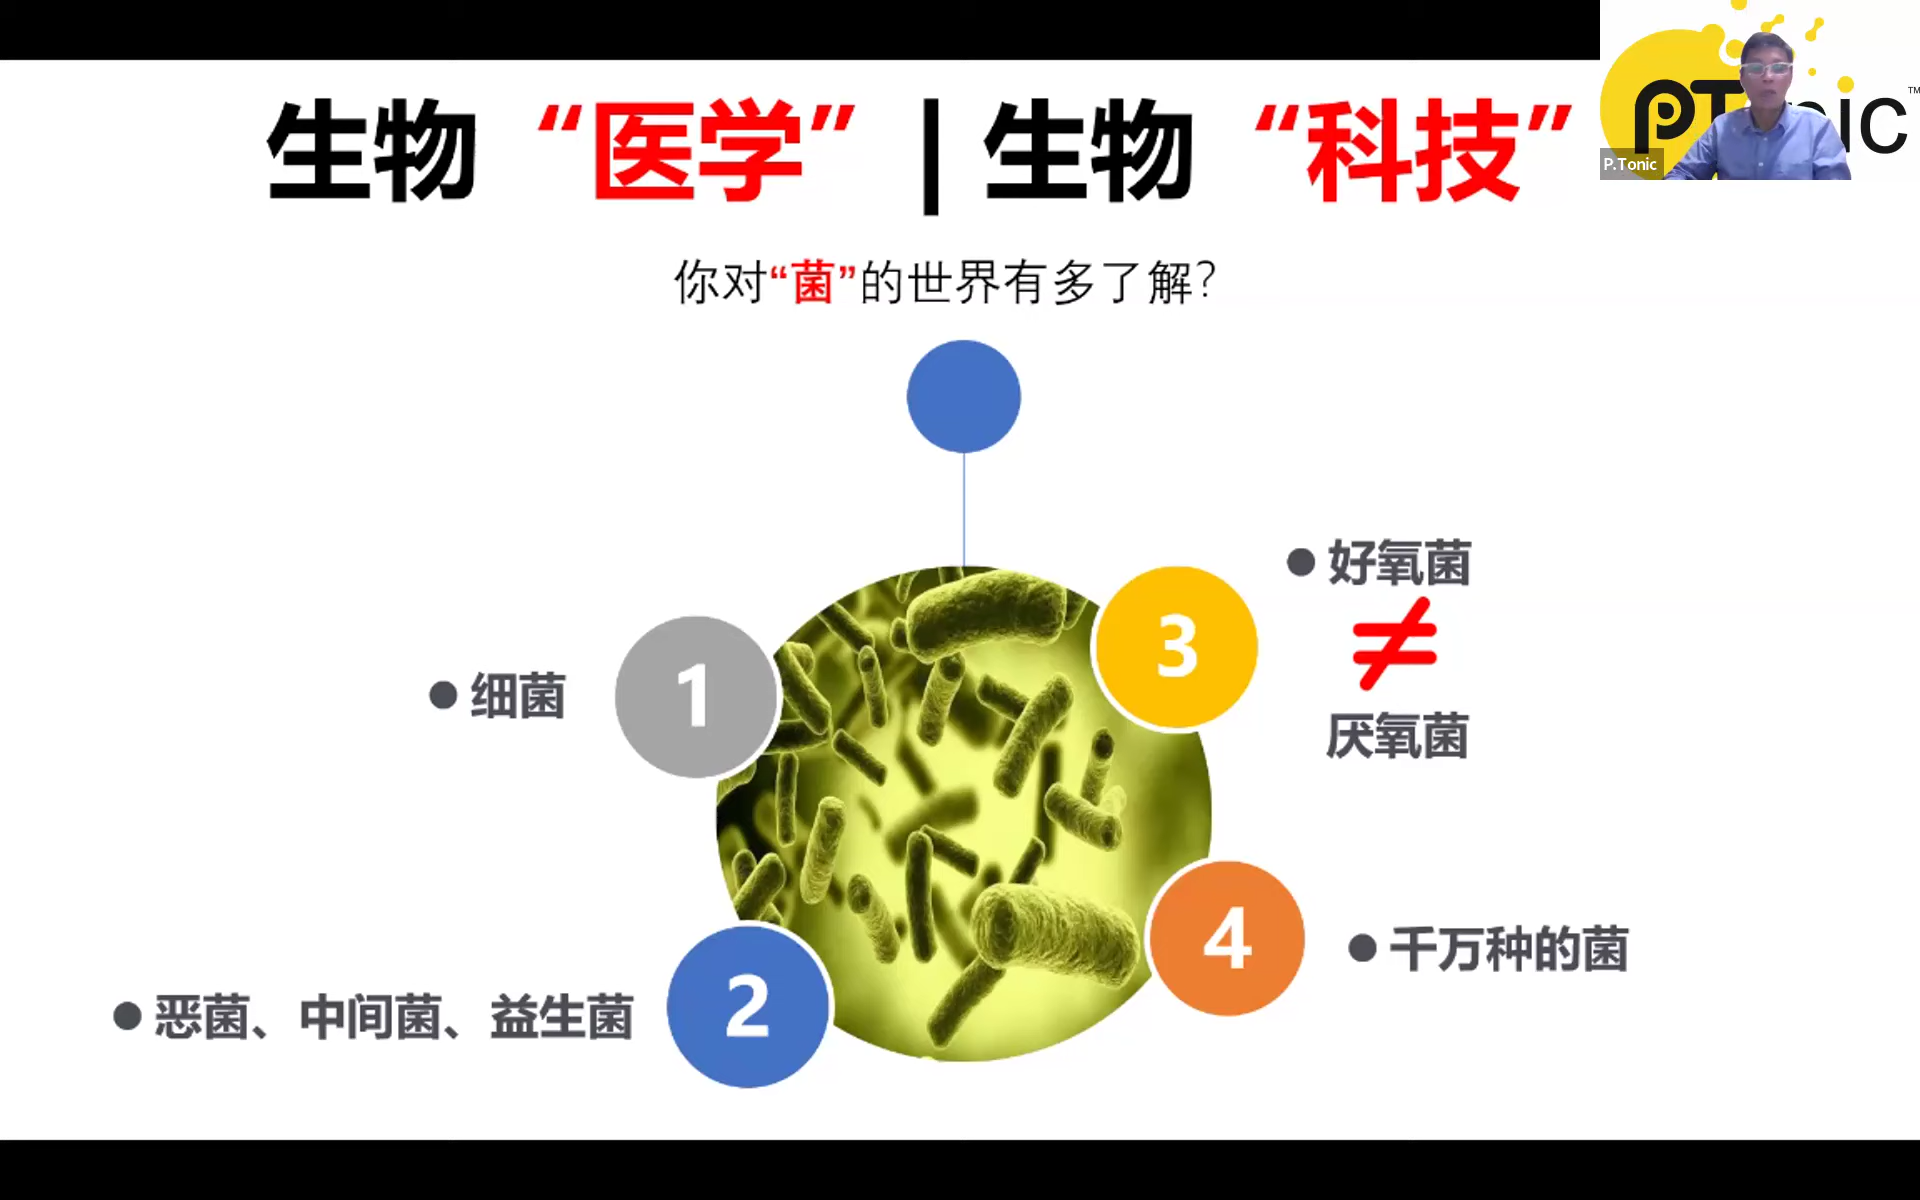 生物 “医学” | 生物 “科技”
PTonic™
P.Tonic
你对“菌”的世界有多了解?
1
● 细菌
2
● 恶菌、中间菌、益生菌
3
● 好氧菌
≠
厌氧菌
4
● 千万种的菌